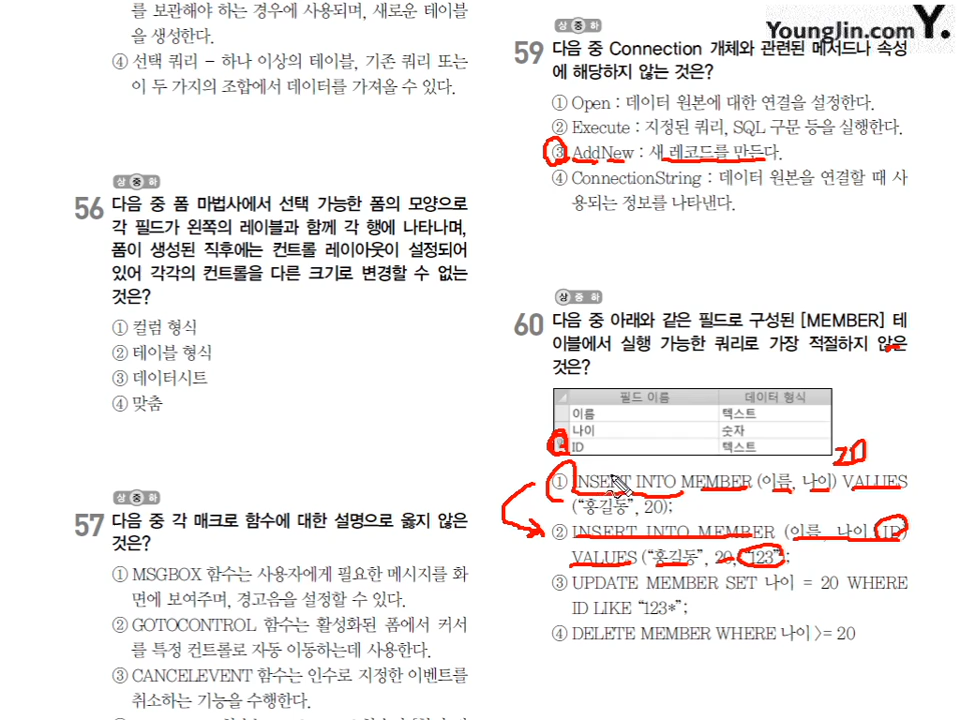 를 보관해야 하는 경우에 사용되며, 새로운 테이블
을 생성한다.
④ 선택 쿼리 - 하나 이상의 테이블, 기존 쿼리 또는
이 두 가지의 조합에서 데이터를 가져올 수 있다.
상 중 하
56 다음 중 폼 마법사에서 선택 가능한 폼의 모양으로
각 필드가 왼쪽의 레이블과 함께 각 행에 나타나며,
폼이 생성된 직후에는 컨트롤 레이아웃이 설정되어
있어 각각의 컨트롤을 다른 크기로 변경할 수 없는
것은?
① 컬럼 형식
② 테이블 형식
③ 데이터시트
④ 맞춤
상 중 하
57 다음 중 각 매크로 함수에 대한 설명으로 옳지 않은
것은?
① MSGBOX 함수는 사용자에게 필요한 메시지를 화
면에 보여주며, 경고음을 설정할 수 있다.
② GOTOCONTROL 함수는 활성화된 폼에서 커서
를 특정 컨트롤로 자동 이동하는데 사용한다.
③ CANCELEVENT 함수는 인수로 지정한 이벤트를
취소하는 기능을 수행한다.
YoungJin.com Y.
상 중 하
59 다음 중 Connection 개체와 관련된 메서드나 속성
에 해당하지 않는 것은?
① Open : 데이터 원본에 대한 연결을 설정한다.
② Execute : 지정된 쿼리, SQL 구문 등을 실행한다.
③ AddNew : 새 레코드를 만든다.
④ ConnectionString : 데이터 원본을 연결할 때 사
용되는 정보를 나타낸다.
상 중 하
60 다음 중 아래와 같은 필드로 구성된 [MEMBER] 테
이블에서 실행 가능한 쿼리로 가장 적절하지 않은
것은?
필드 이름 데이터 형식
이름 텍스트
나이 숫자
ID 텍스트
20
① INSERT INTO MEMBER (이름, 나이) VALUES
("홍길동", 20);
② INSERT INTO MEMBER (이름, 나이, ID)
VALUES ("홍길동", 20, "123");
③ UPDATE MEMBER SET 나이 = 20 WHERE
ID LIKE "123*";
④ DELETE MEMBER WHERE 나이 >= 20